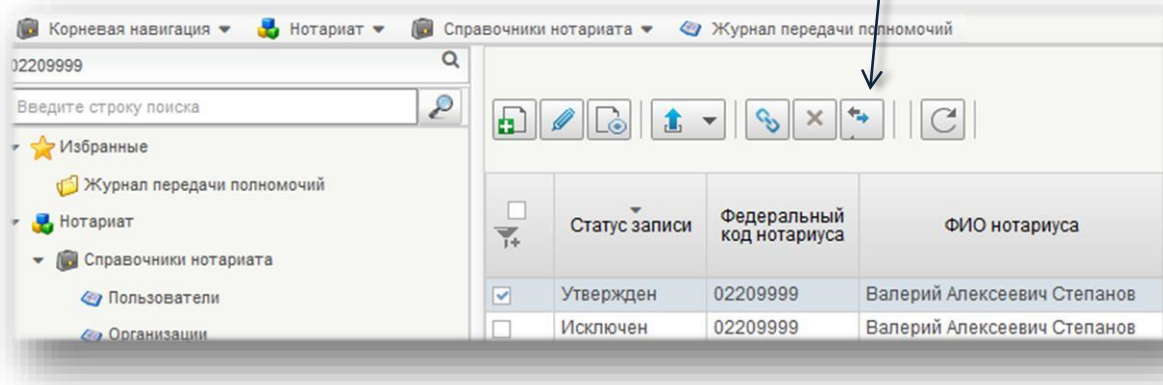 Корневая навигация Нотариат Справочники нотариата Журнал передачи полномочий
02209999
Введите строку поиска
Избранные
Журнал передачи полномочий
Нотариат
Справочники нотариата
Пользователи
Организации
Статус записи Федеральный код нотариуса ФИО нотариуса
Утвержден 02209999 Валерий Алексеевич Степанов
Исключен 02209999 Валерий Алексеевич Степанов